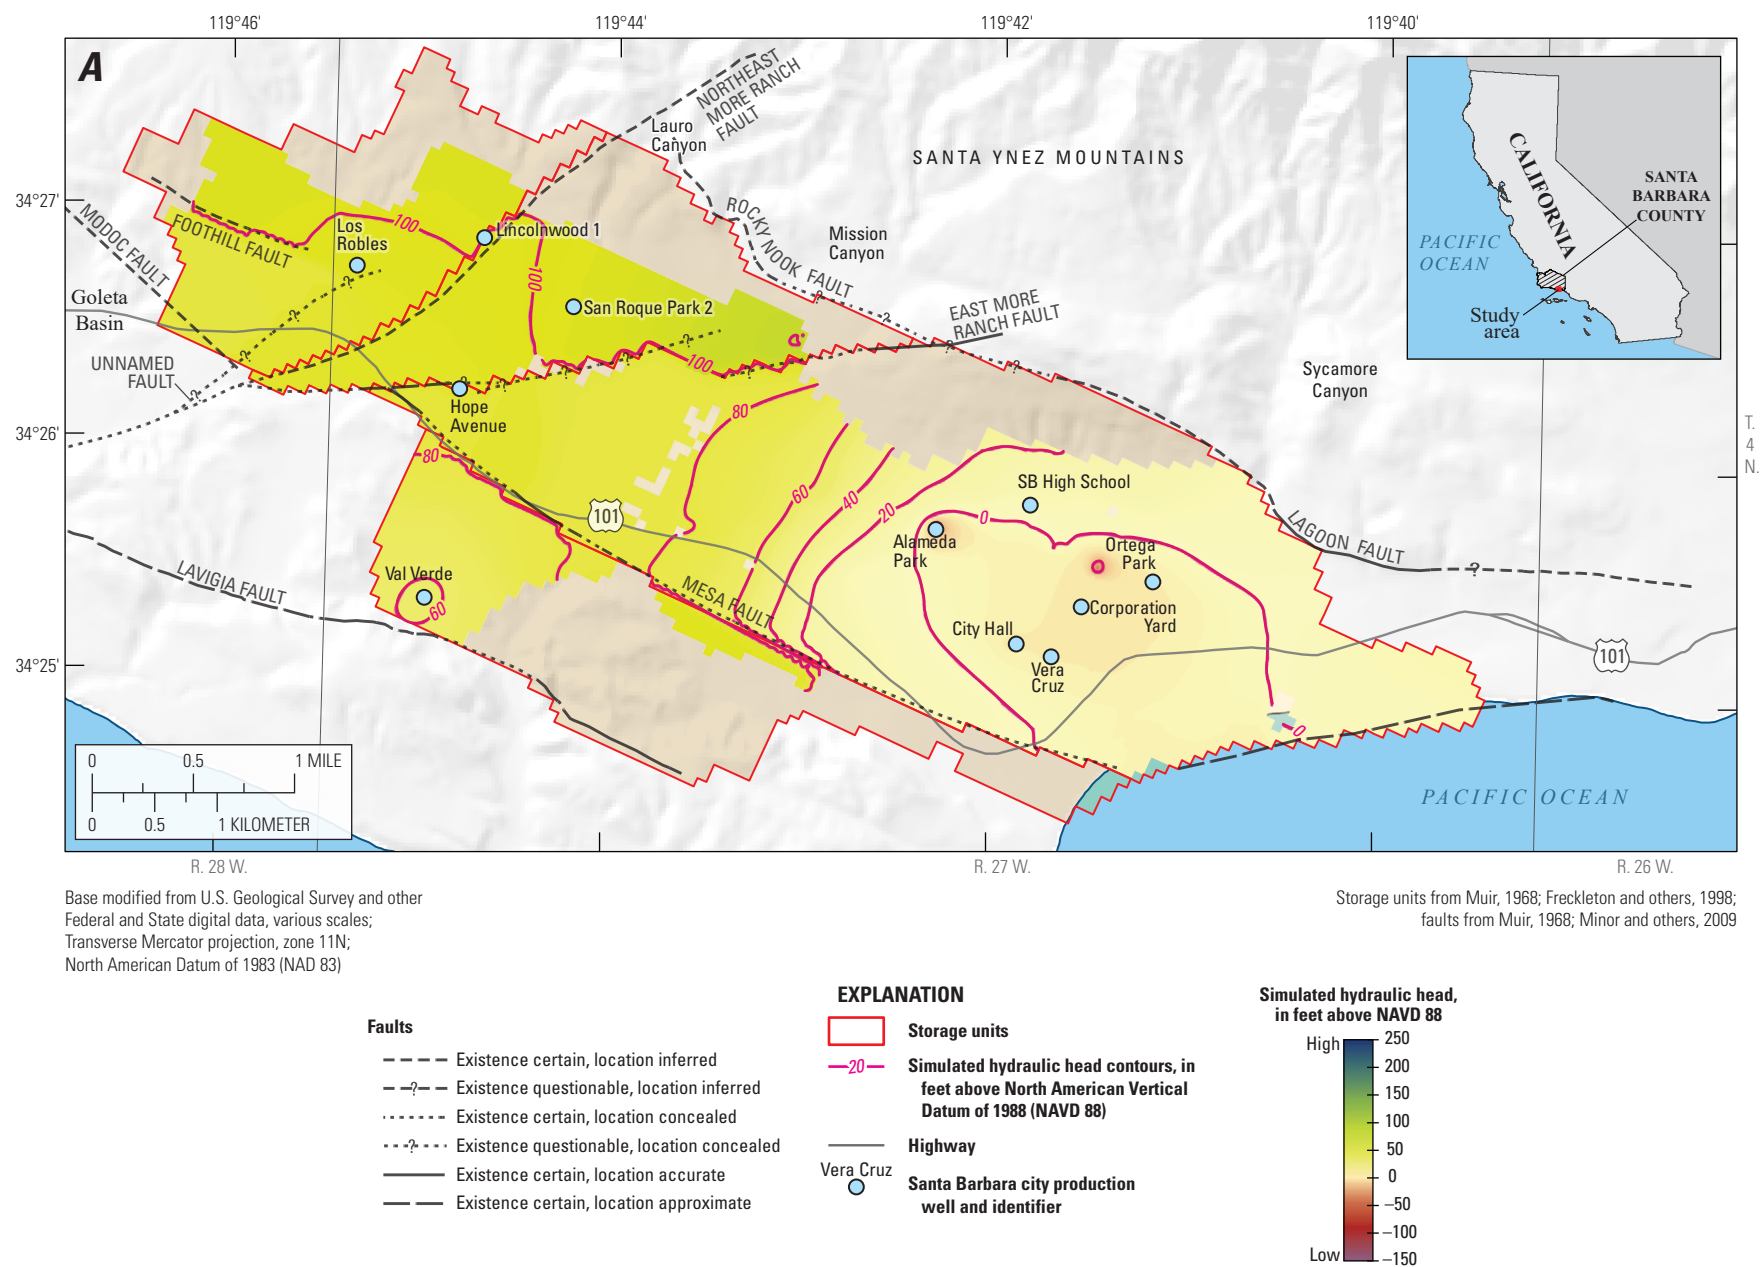 119°46'
119°44'
119°42'
119°40'
A
NORTHEAST
MORE RANCH
FAULT
Lauro
Canyon
SANTA YNEZ MOUNTAINS
CALIFORNIA
SANTA
BARBARA
COUNTY
PACIFIC
OCEAN
Study
area
34°27'
MODOC FAULT
FOOTHILL FAULT
100
Los
Robles
Lincolnwood 1
ROCKY NOOK FAULT
Mission
Canyon
100
San Roque Park 2
Goleta
Basin
EAST MORE
RANCH FAULT
?
?
?
?
?
?
?
?
?
?
?
?
?
?
UNNAMED
FAULT
100
Sycamore
Canyon
34°26'
Hope
Avenue
80
T.
4
N.
80
SB High School
60
40
20
0
101
Alameda
Park
Ortega
Park
LAGOON FAULT
?
LAVIGIA FAULT
Val Verde
60
MESA FAULT
Corporation
Yard
City Hall
Vera
Cruz
101
34°25'
0
0
0.5
1 MILE
0
0.5
1 KILOMETER
PACIFIC OCEAN
R. 28 W.
R. 27 W.
R. 26 W.
Base modified from U.S. Geological Survey and other
Federal and State digital data, various scales;
Transverse Mercator projection, zone 11N;
North American Datum of 1983 (NAD 83)
Storage units from Muir, 1968; Freckleton and others, 1998;
faults from Muir, 1968; Minor and others, 2009
Faults
Existence certain, location inferred
? Existence questionable, location inferred
Existence certain, location concealed
? Existence questionable, location concealed
Existence certain, location accurate
Existence certain, location approximate
EXPLANATION
Storage units
20 Simulated hydraulic head contours, in
feet above North American Vertical
Datum of 1988 (NAVD 88)
Highway
Vera Cruz
Santa Barbara city production
well and identifier
Simulated hydraulic head,
in feet above NAVD 88
High
250
200
150
100
50
0
−50
−100
Low
−150